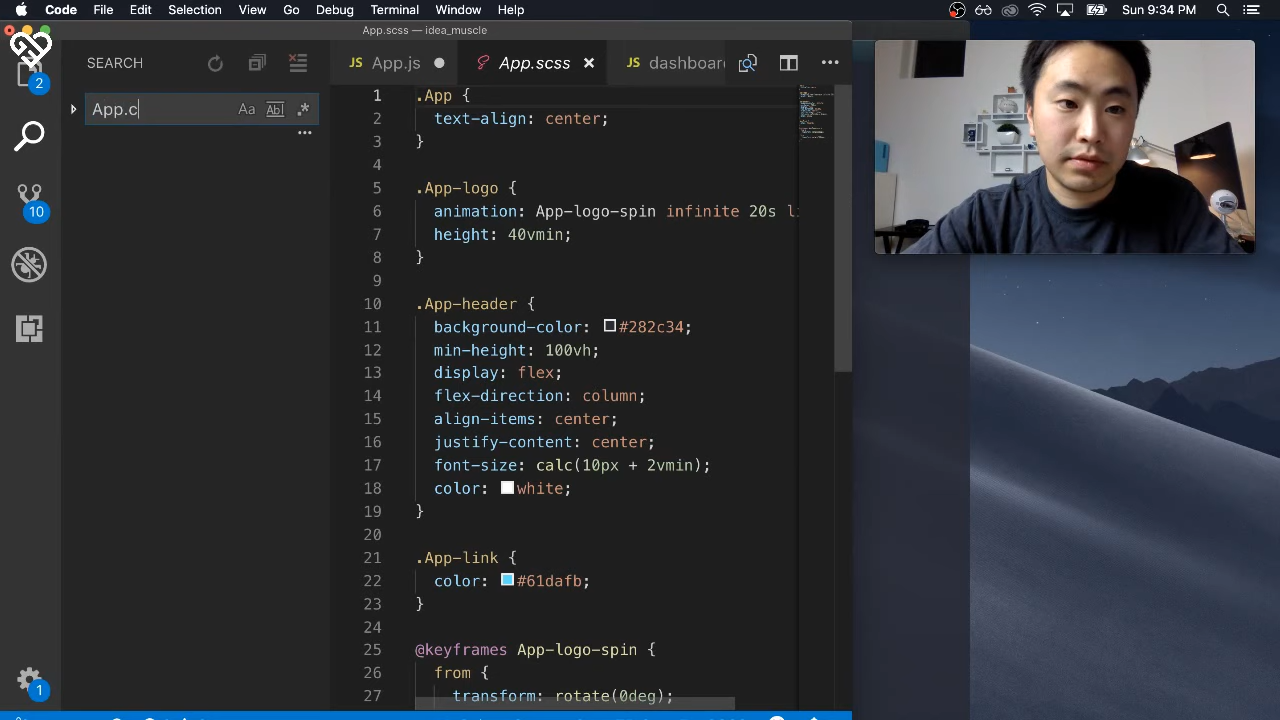 Code File Edit Selection View Go Debug Terminal Window Help Sun 9:34 PM
App.scss — idea_muscle
SEARCH
App.c
Aa Abl .*
2
10
1
JS App.js
App.scss
JS dashboar
1 .App {
2 text-align: center;
3 }
4
5 .App-logo {
6 animation: App-logo-spin infinite 20s li
7 height: 40vmin;
8 }
9
10 .App-header {
11 background-color: #282c34;
12 min-height: 100vh;
13 display: flex;
14 flex-direction: column;
15 align-items: center;
16 justify-content: center;
17 font-size: calc(10px + 2vmin);
18 color: white;
19 }
20
21 .App-link {
22 color: #61dafb;
23 }
24
25 @keyframes App-logo-spin {
26 from {
27 transform: rotate(0deg);